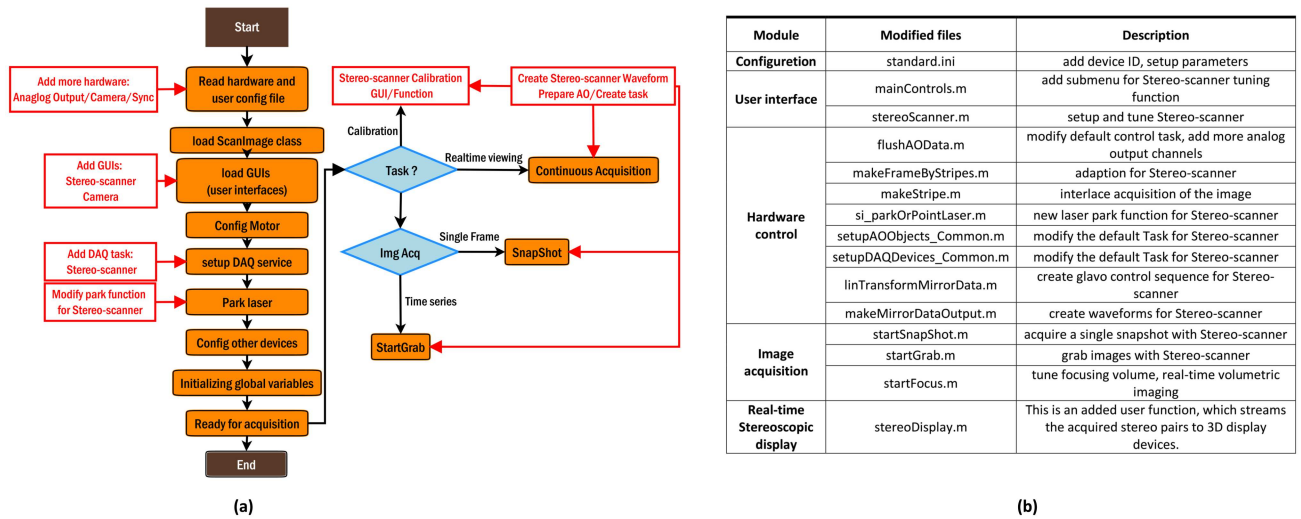 Start
Add more hardware:
Anaglog Output/Camera/Sync
Read hardware and
user config file
load ScanImage class
Add GUIs:
Stereo-scanner
Camera
load GUIs
(user interfaces)
Config Motor
Add DAQ task:
Stereo-scanner
setup DAQ service
Modify park function
for Stereo-scanner
Park laser
Config other devices
Initializing global variables
Ready for acquisition
End
Stereo-scanner Calibration
GUI/Function
Create Stereo-scanner Waveform
Prepare AO/Create task
Calibration
Task ?
Realtime viewing
Continuous Acquisition
Img Acq
Single Frame
SnapShot
Time series
StartGrab
(a)
Module Modified files Description
Configuretion standard.ini add device ID, setup parameters
User interface
mainControls.m
add submenu for Stereo-scanner tuning
function
stereoScanner.m setup and tune Stereo-scanner
Hardware
control
flushAOData.m
modify default control task, add more analog
output channels
makeFrameByStripes.m adaption for Stereo-scanner
makeStripe.m interlace acquisition of the image
si_parkOrPointLaser.m new laser park function for Stereo-scanner
setupAOObjects_Common.m modify the default Task for Stereo-scanner
setupDAQDevices_Common.m modify the default Task for Stereo-scanner
linTransformMirrorData.m
create glavo control sequence for Stereo-
scanner
makeMirrorDataOutput.m create waveforms for Stereo-scanner
Image
acquisition
startSnapShot.m acquire a single snapshot with Stereo-scanner
startGrab.m grab images with Stereo-scanner
startFocus.m
tune focusing volume, real-time volumetric
imaging
Real-time
Stereoscopic
display
stereoDisplay.m
This is an added user function, which streams
the acquired stereo pairs to 3D display
devices.
(b)